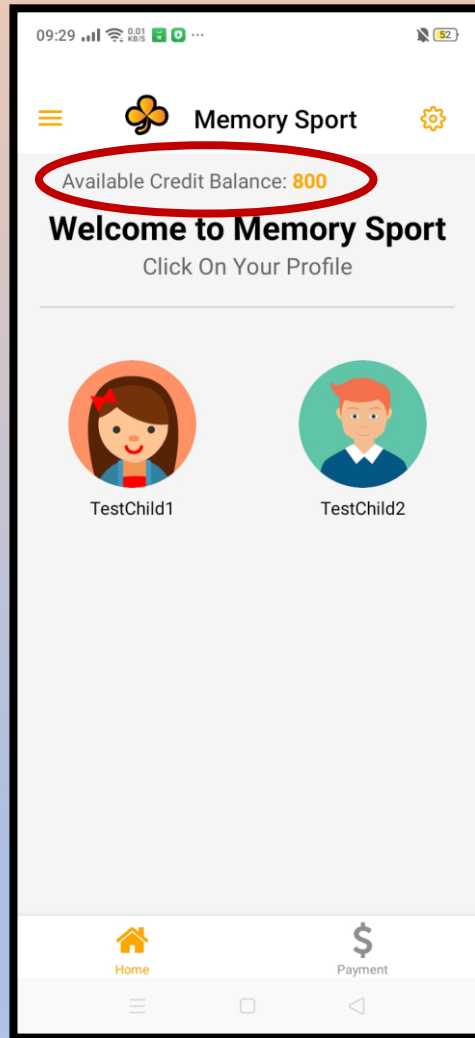 09:29 0.01 KB/S ... 52
Memory Sport
Available Credit Balance: 800
Welcome to Memory Sport
Click On Your Profile
TestChild1 TestChild2
Home Payment